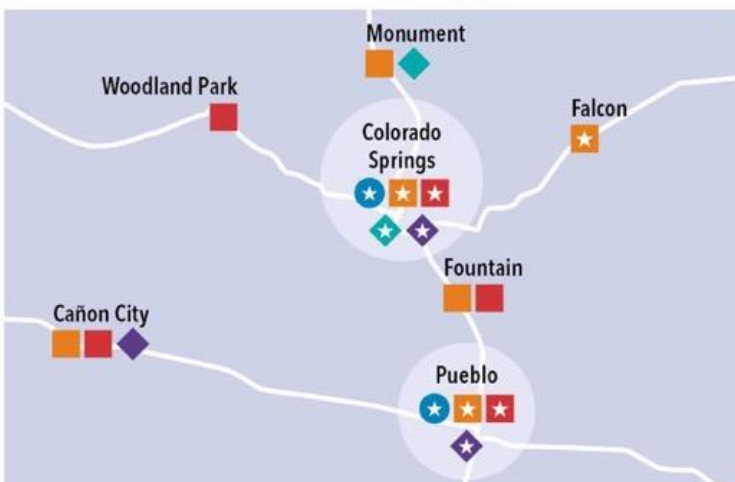 Monument
Woodland Park
Falcon
Colorado
Springs
Fountain
Cañon City
Pueblo